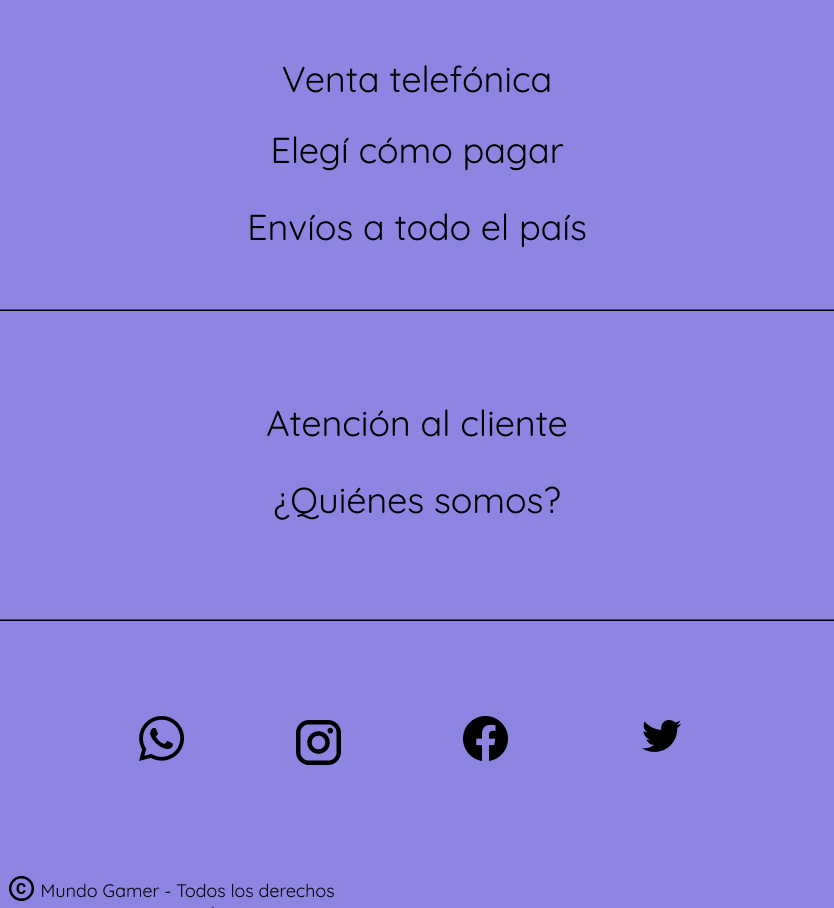 Venta telefónica
Elegí cómo pagar
Envíos a todo el país
Atención al cliente
¿Quiénes somos?
© Mundo Gamer - Todos los derechos